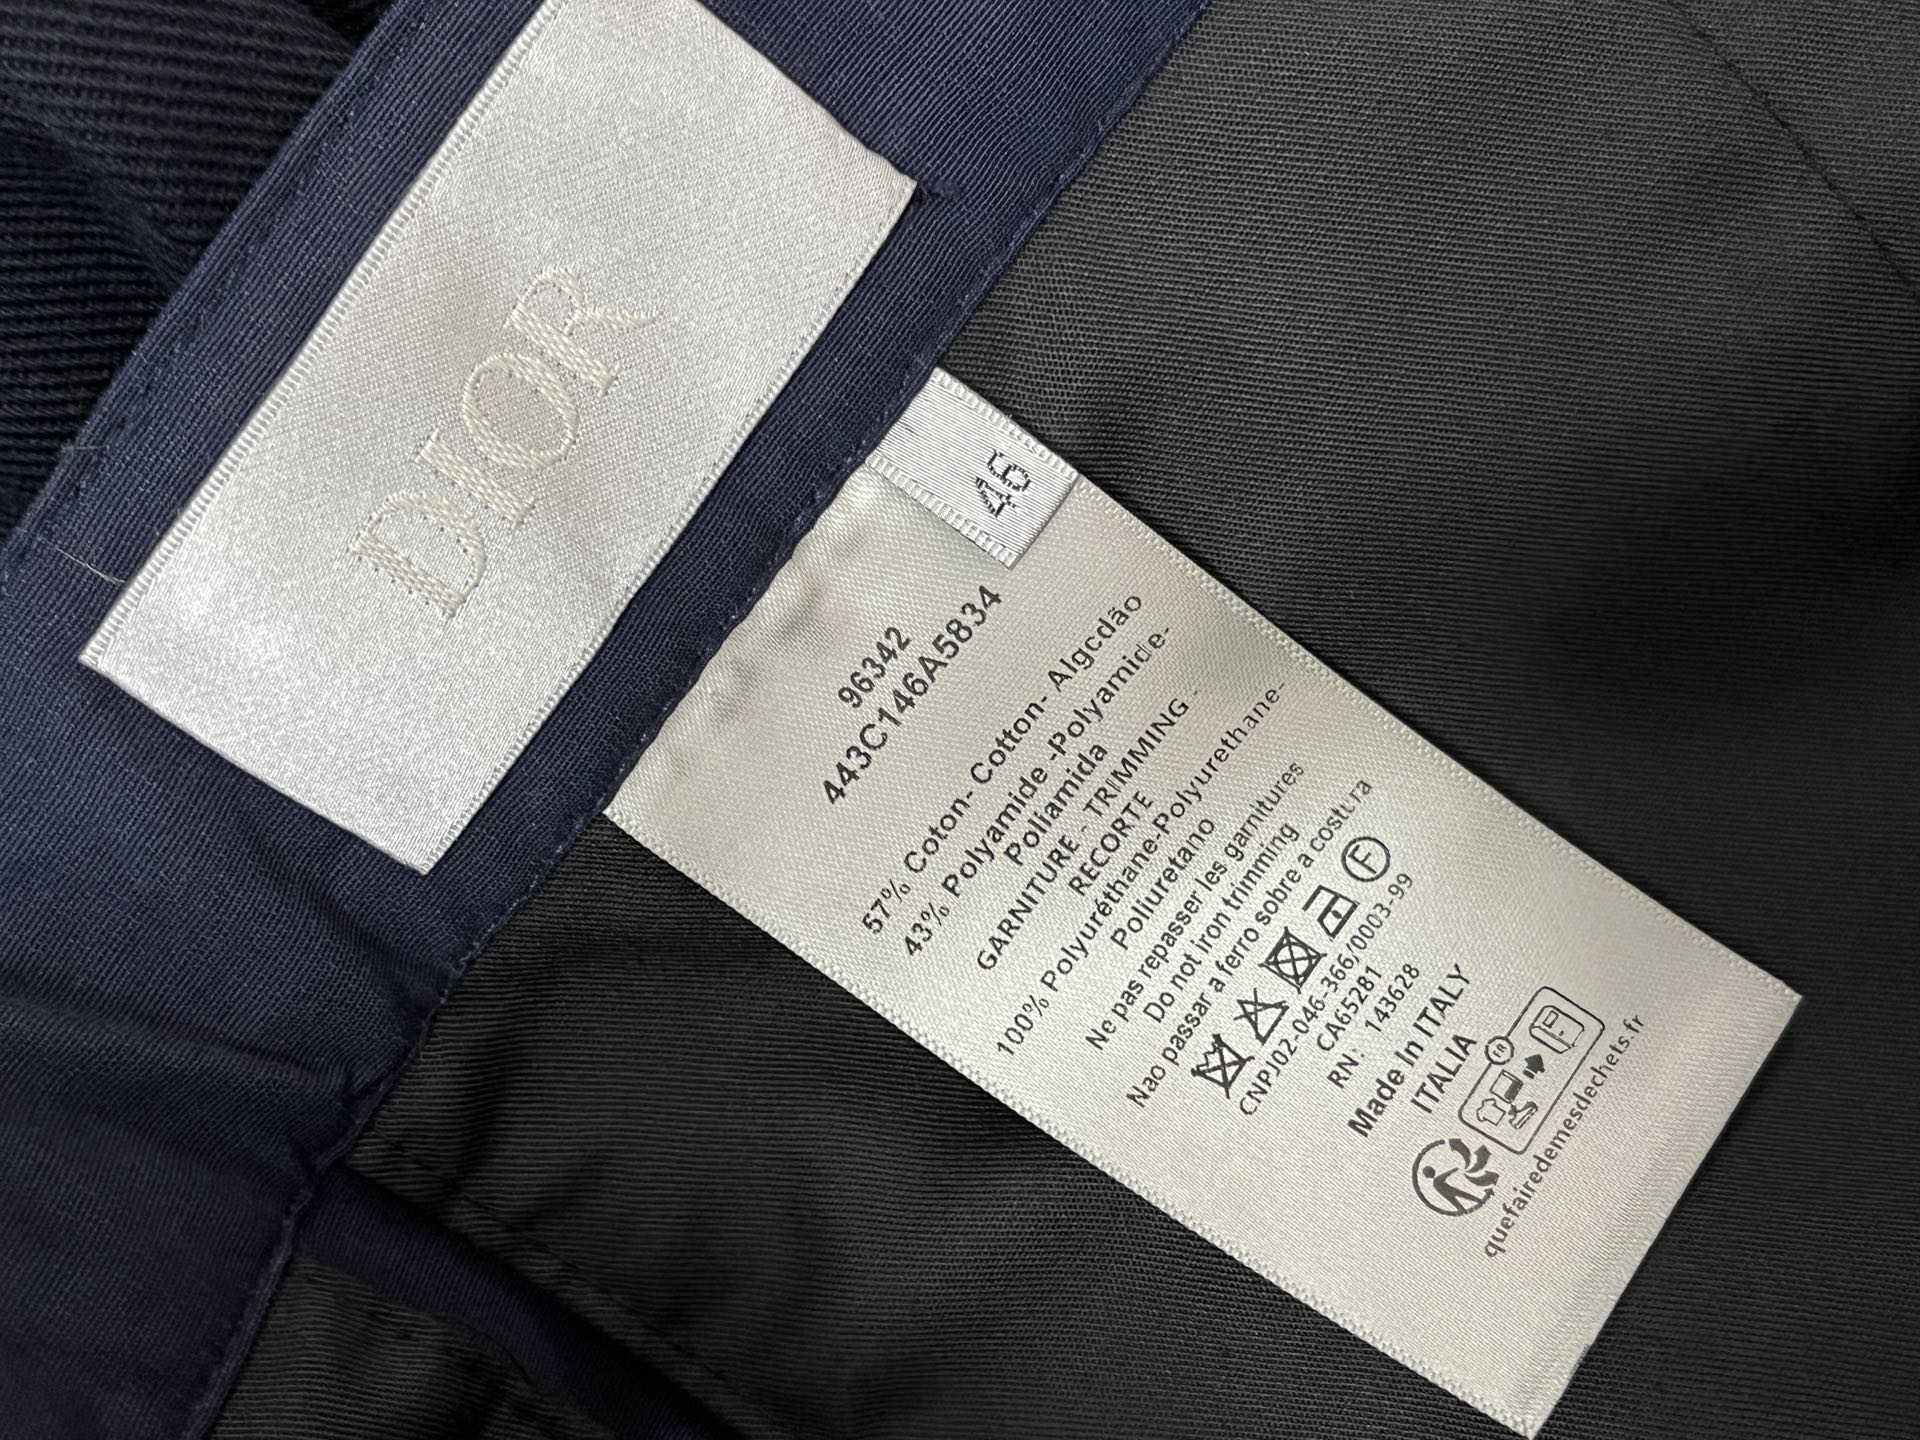 DIOR
46
96342
443C146A5834
57% Coton- Cotton- Algcdão
43% Polyamide -Polyamide-
Poliamida
GARNITURE - TRIMMING -
RECORTE
100% Polyuréthane-Polyurethane-
Poliuretano
Ne pas repasser les garnitures
Do not iron trimming
Nao passar a ferro sobre a costura
F
CNPJ02-046-366/0003-99
CA65281
RN. 143628
Made In ITALY
ITALIA
FR
quefairedemesdechets.fr